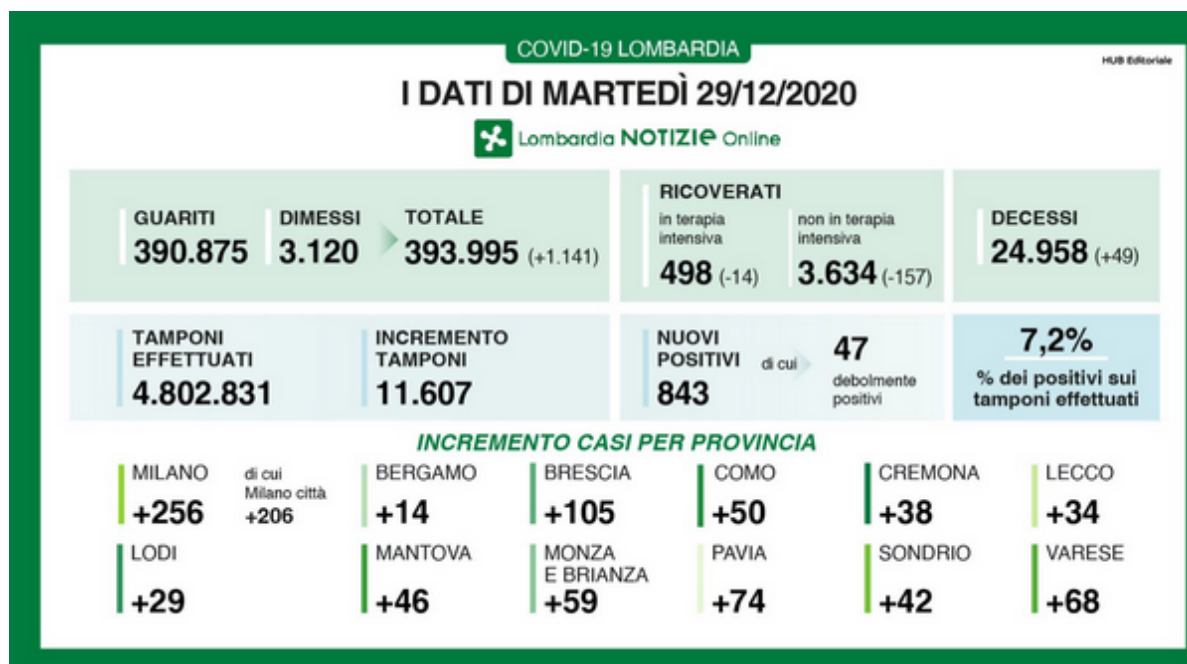 COVID-19 LOMBARDIA
HUB Editoriale
I DATI DI MARTEDÌ 29/12/2020
Lombardia NOTIZIE Online
GUARITI
390.875
DIMESSI
3.120
TOTALE
393.995 (+1.141)
RICOVERATI
in terapia
intensiva
498 (-14)
non in terapia
intensiva
3.634 (-157)
DECESSI
24.958 (+49)
TAMPONI
EFFETTUATI
4.802.831
INCREMENTO
TAMPONI
11.607
NUOVI
POSITIVI
843
di cui
47
debolmente
positivi
7,2%
% dei positivi sui
tamponi effettuati
INCREMENTO CASI PER PROVINCIA
MILANO
+256
di cui
Milano città
+206
BERGAMO
+14
BRESCIA
+105
COMO
+50
CREMONA
+38
LECCO
+34
LODI
+29
MANTOVA
+46
MONZA
E BRIANZA
+59
PAVIA
+74
SONDRIO
+42
VARESE
+68